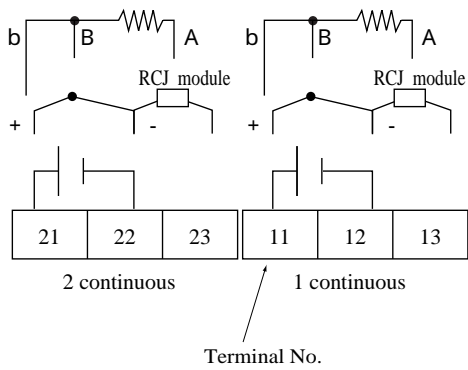 b B A b B A
RCJ module RCJ module
+ - + -
21 22 23 11 12 13
2 continuous 1 continuous
Terminal No.